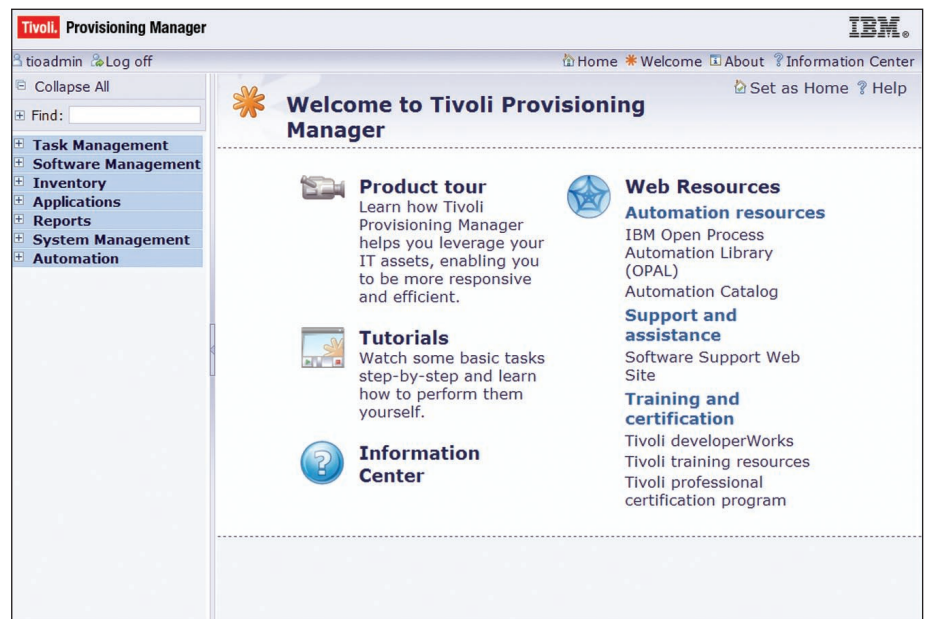 Tivoli. Provisioning Manager
IBM®
tioadmin Log off
Home Welcome About Information Center
Collapse All
Find:
Task Management
Software Management
Inventory
Applications
Reports
System Management
Automation
Set as Home Help
Welcome to Tivoli Provisioning
Manager
Product tour
Learn how Tivoli
Provisioning Manager
helps you leverage your
IT assets, enabling you
to be more responsive
and efficient.
Tutorials
Watch some basic tasks
step-by-step and learn
how to perform them
yourself.
Information
Center
Web Resources
Automation resources
IBM Open Process
Automation Library
(OPAL)
Automation Catalog
Support and
assistance
Software Support Web
Site
Training and
certification
Tivoli developerWorks
Tivoli training resources
Tivoli professional
certification program